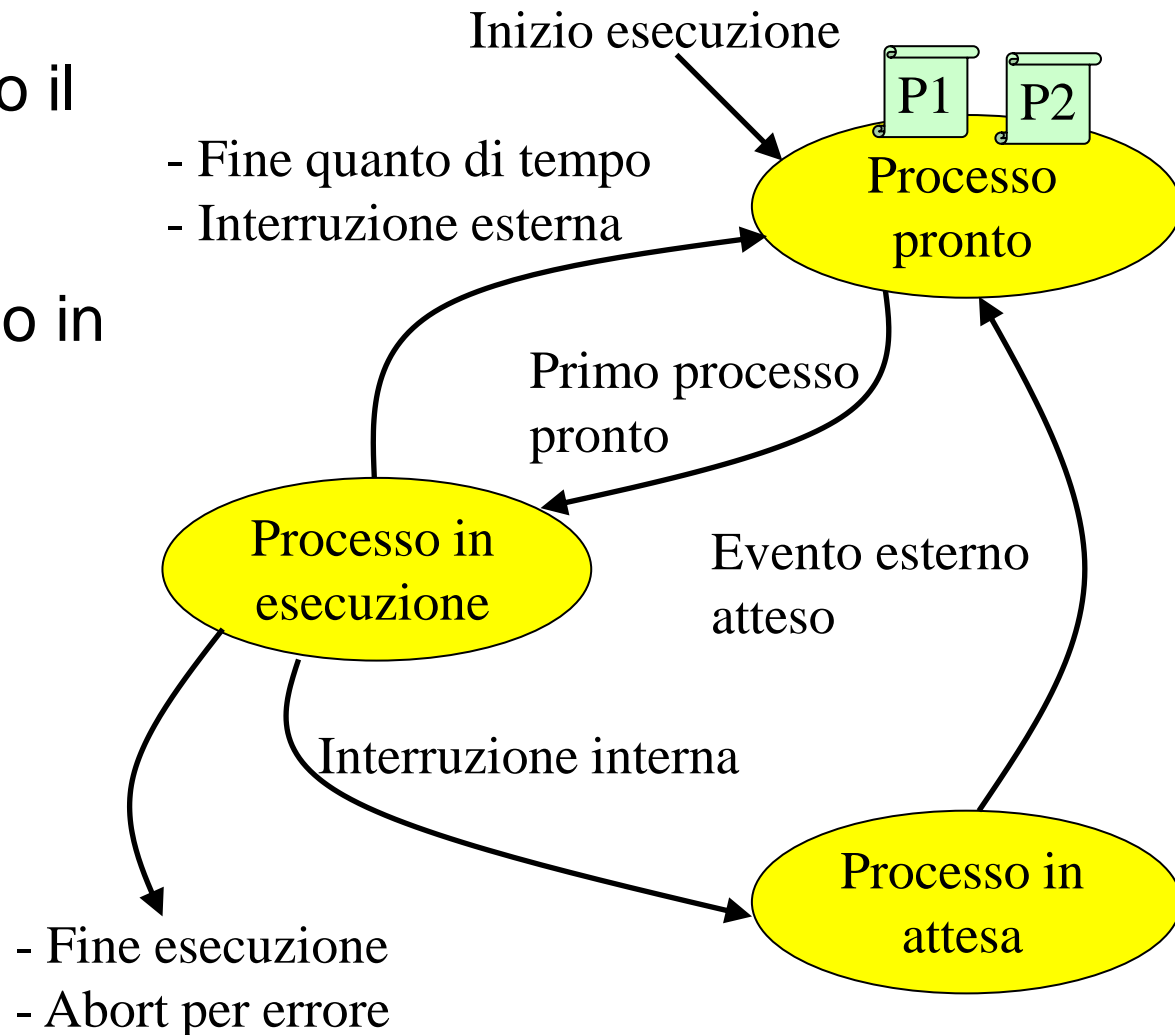 Inizio esecuzione
o il
P1
P2
- Fine quanto di tempo
- Interruzione esterna
Processo
pronto
o in
Primo processo
pronto
Processo in
esecuzione
Evento esterno
atteso
Interruzione interna
Processo in
attesa
- Fine esecuzione
- Abort per errore